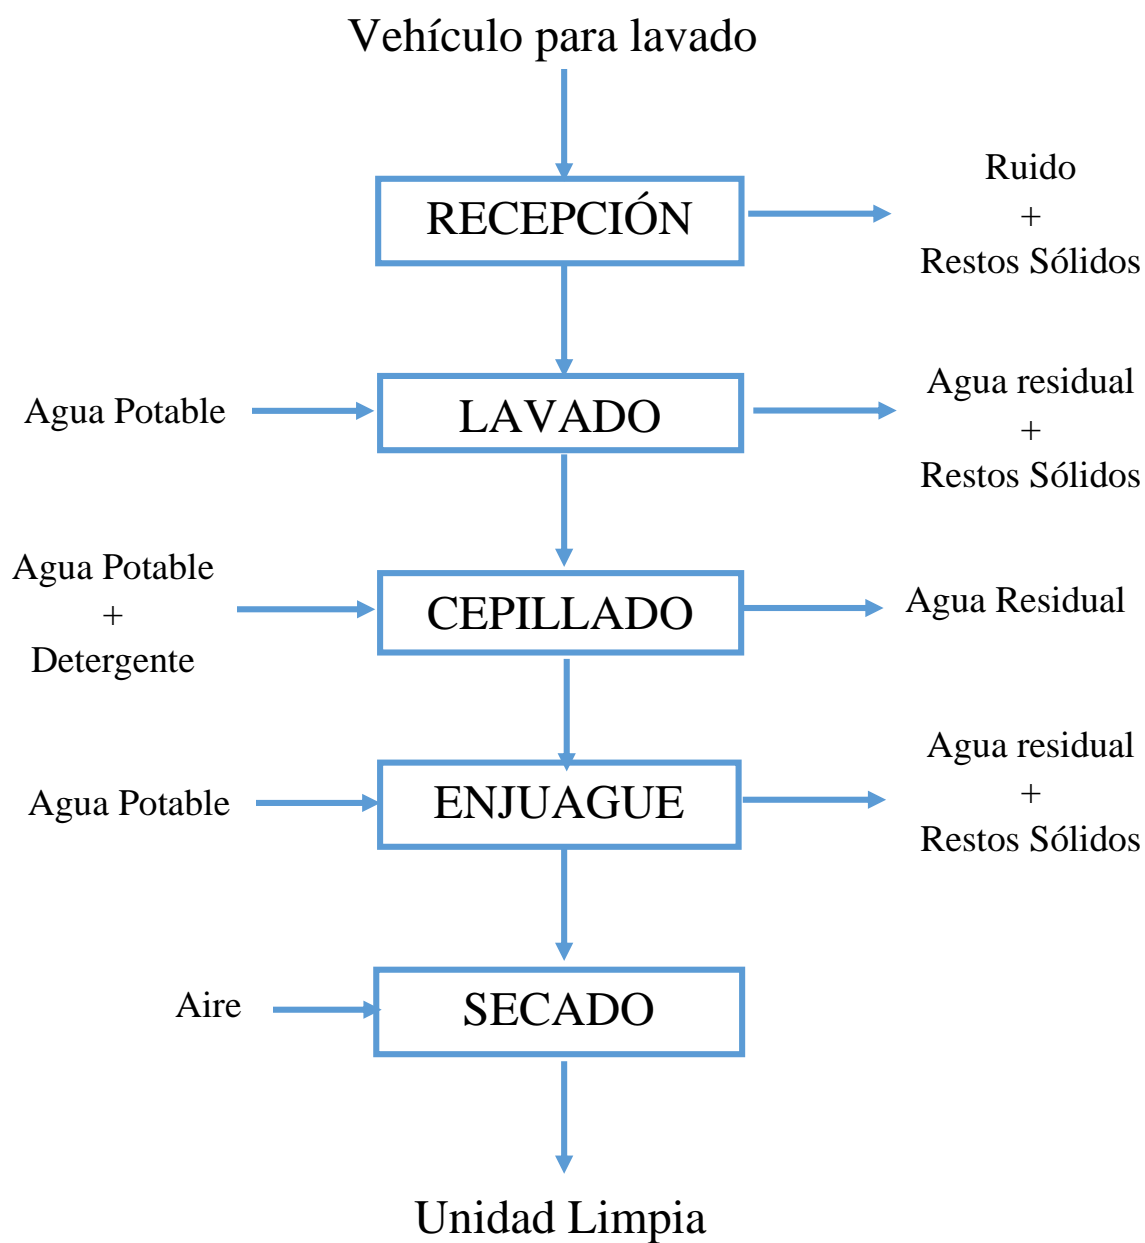 Vehículo para lavado
RECEPCIÓN
Ruido
+
Restos Sólidos
Agua Potable
LAVADO
Agua residual
+
Restos Sólidos
Agua Potable
+
Detergente
CEPILLADO
Agua Residual
Agua Potable
ENJUAGUE
Agua residual
+
Restos Sólidos
Aire
SECADO
Unidad Limpia